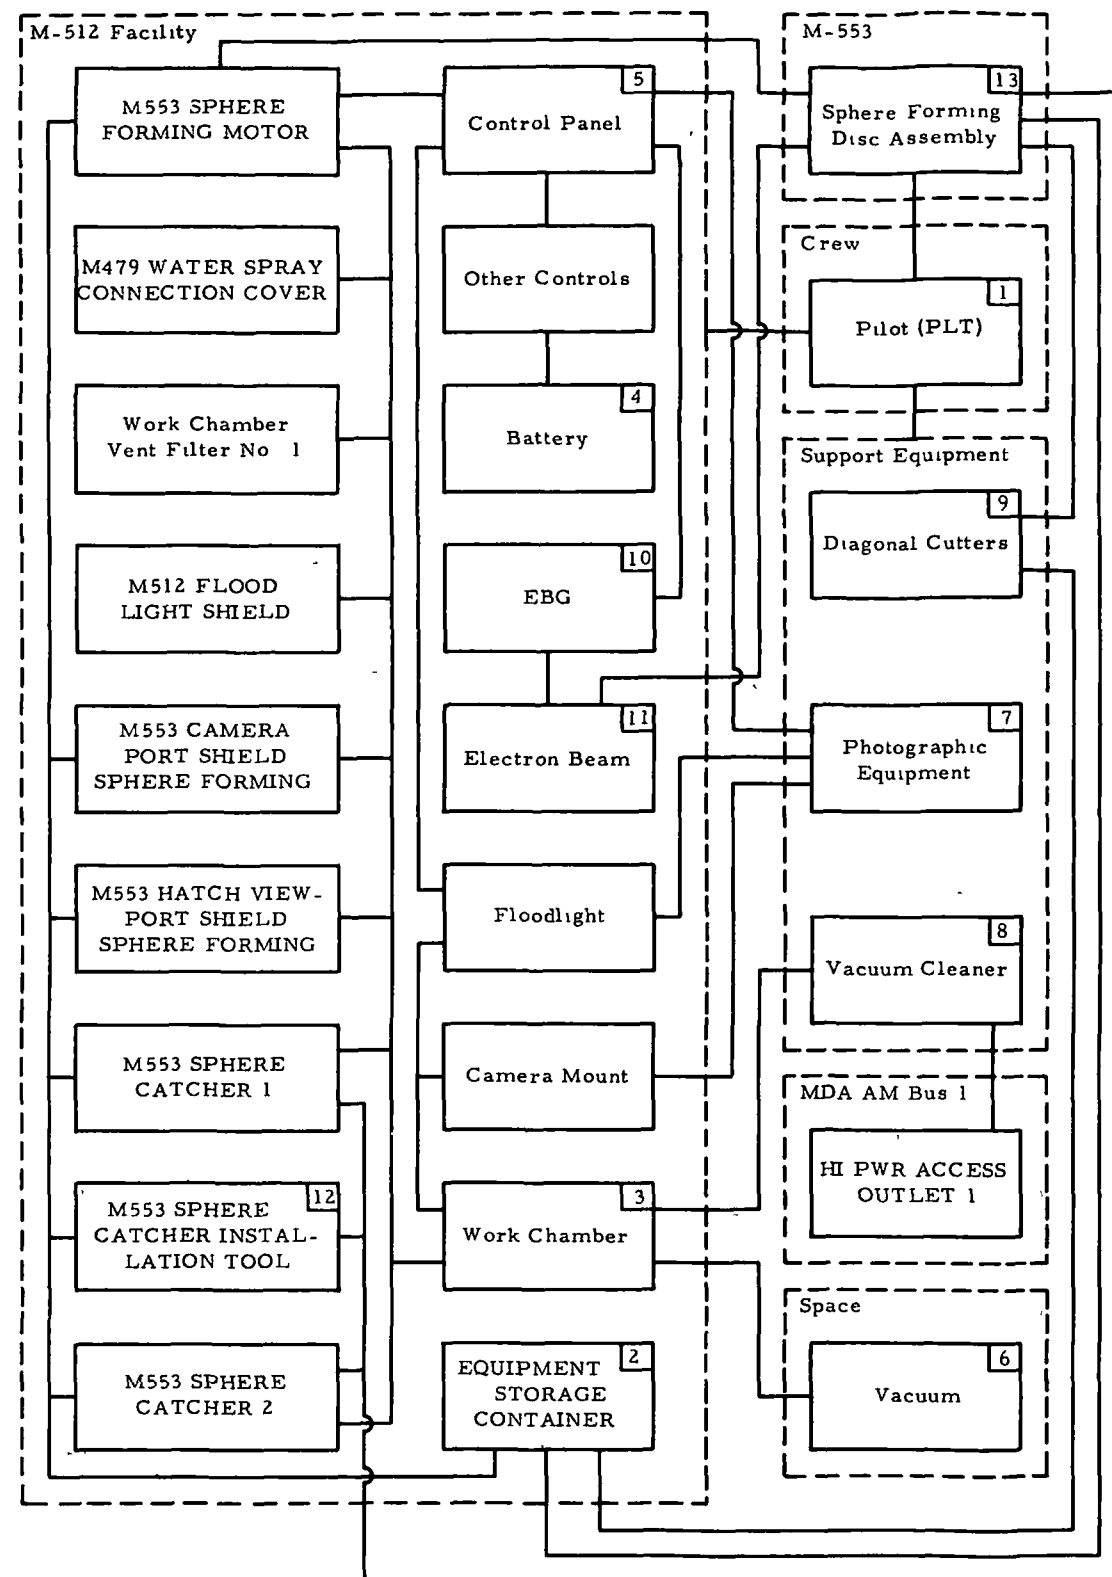 M-512 Facility
M553 SPHERE
FORMING MOTOR
M479 WATER SPRAY
CONNECTION COVER
Work Chamber
Vent Filter No 1
M512 FLOOD
LIGHT SHIELD
M553 CAMERA
PORT SHIELD
SPHERE FORMING
M553 HATCH VIEW-
PORT SHIELD
SPHERE FORMING
M553 SPHERE
CATCHER 1
12
M553 SPHERE
CATCHER INSTAL-
LATION TOOL
M553 SPHERE
CATCHER 2
5
Control Panel
Other Controls
4
Battery
10
EBG
11
Electron Beam
Floodlight
Camera Mount
3
Work Chamber
2
EQUIPMENT
STORAGE
CONTAINER
M-553
13
Sphere Forming
Disc Assembly
Crew
1
Pilot (PLT)
Support Equipment
9
Diagonal Cutters
7
Photographic
Equipment
8
Vacuum Cleaner
MDA AM Bus 1
HI PWR ACCESS
OUTLET 1
Space
6
Vacuum